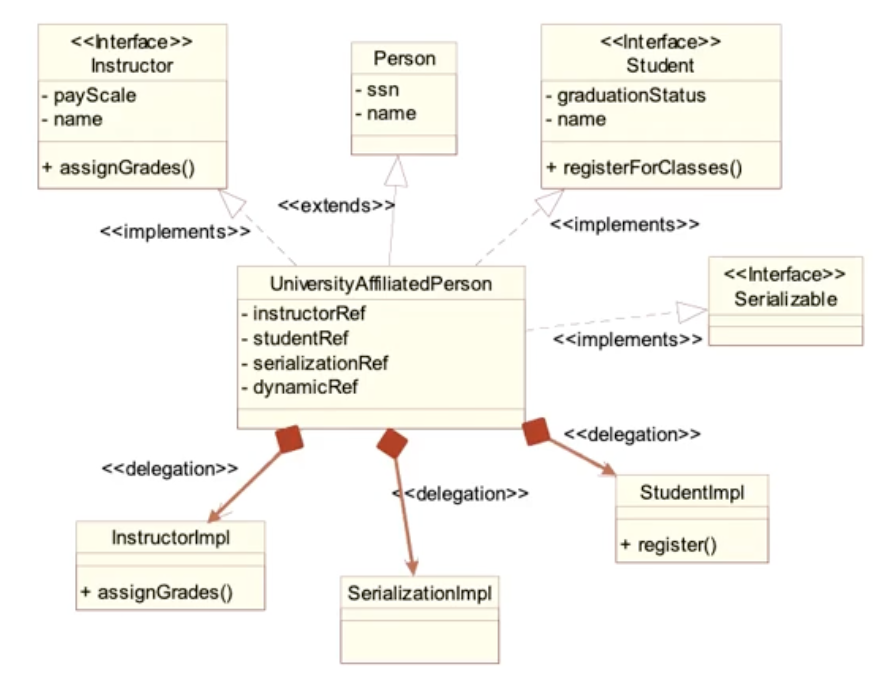 <<Interface>>
Instructor
- payScale
- name
+ assignGrades()
Person
- ssn
- name
<<Interface>>
Student
- graduationStatus
- name
+ registerForClasses()
<<extends>>
<<implements>>
<<implements>>
UniversityAffiliatedPerson
- instructorRef
- studentRef
- serializationRef
- dynamicRef
<<Interface>>
Serializable
<<implements>>
<<delegation>>
<<delegation>>
<<delegation>>
InstructorImpl
+ assignGrades()
SerializationImpl
StudentImpl
+ register()